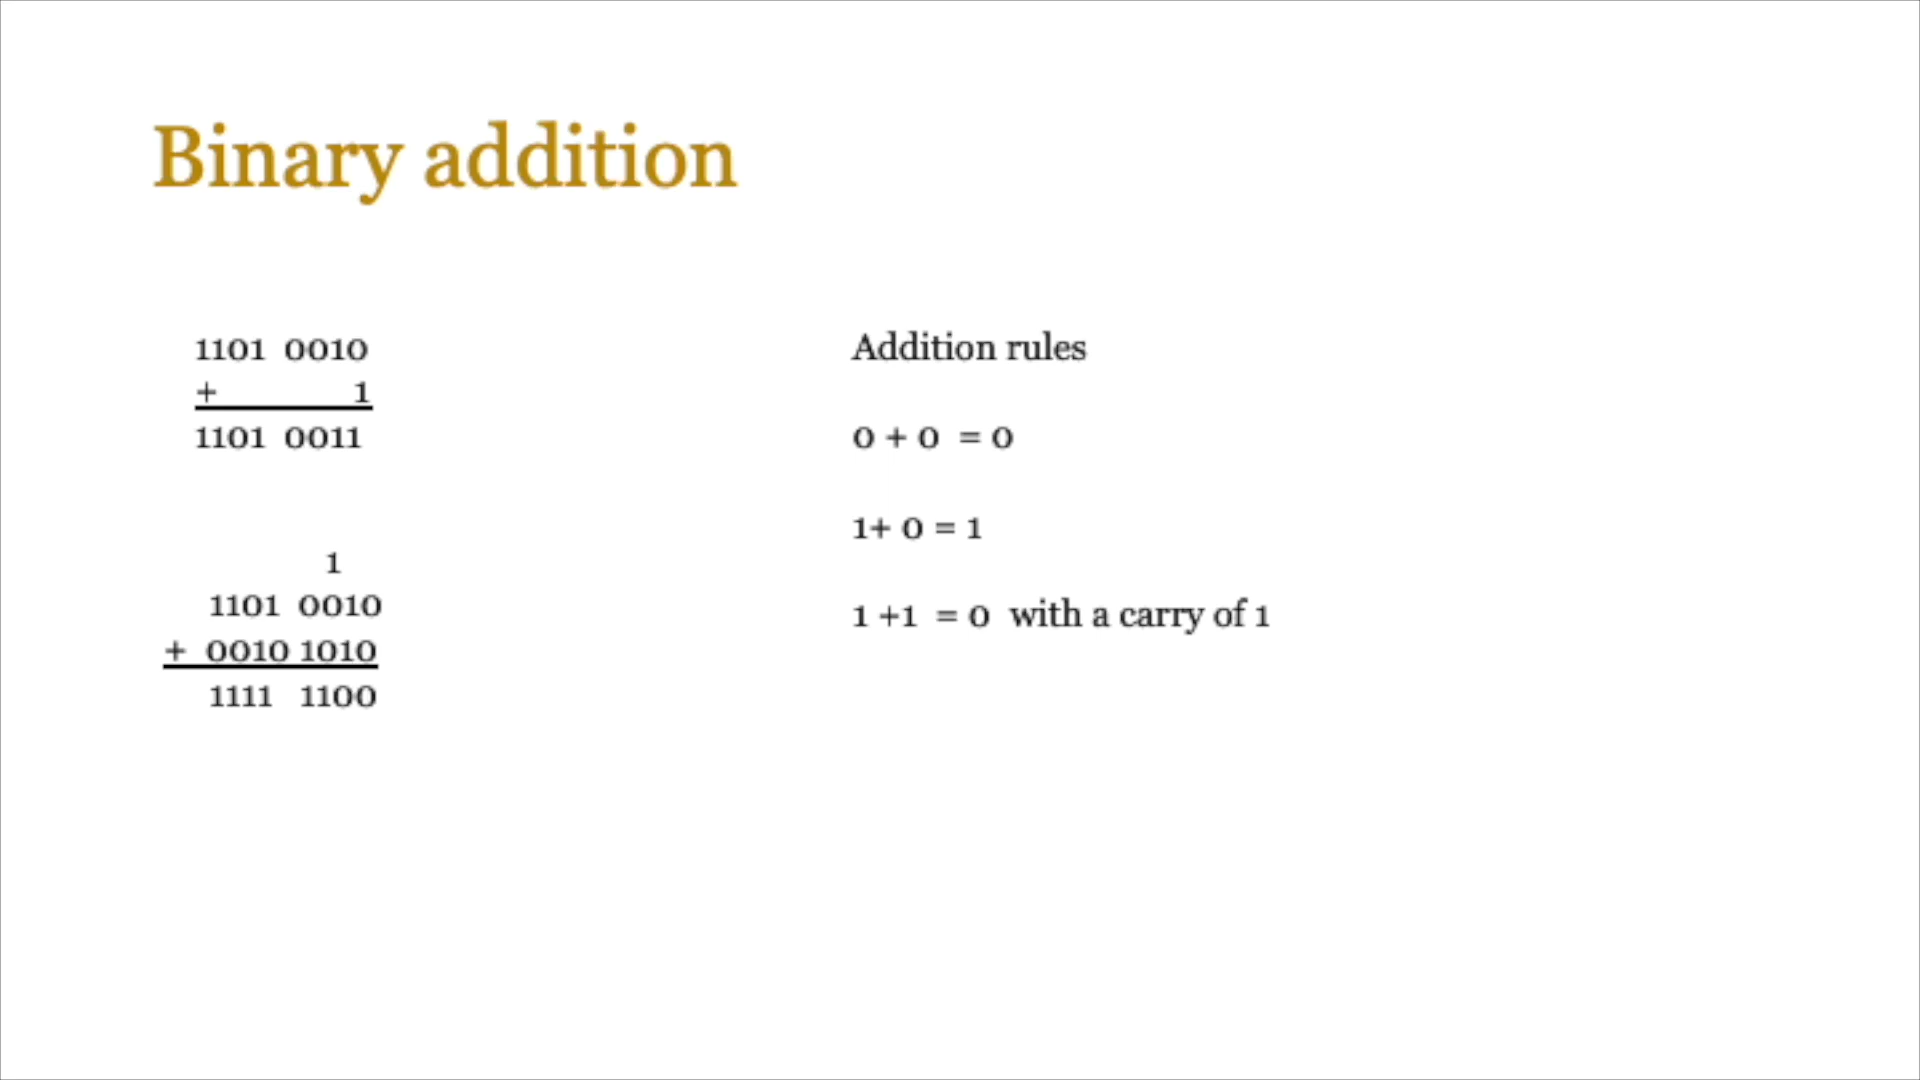 Binary addition
1101 0010
+ 1
1101 0011
1
1101 0010
+ 0010 1010
1111 1100
Addition rules
0 + 0 = 0
1+ 0 = 1
1 +1 = 0 with a carry of 1